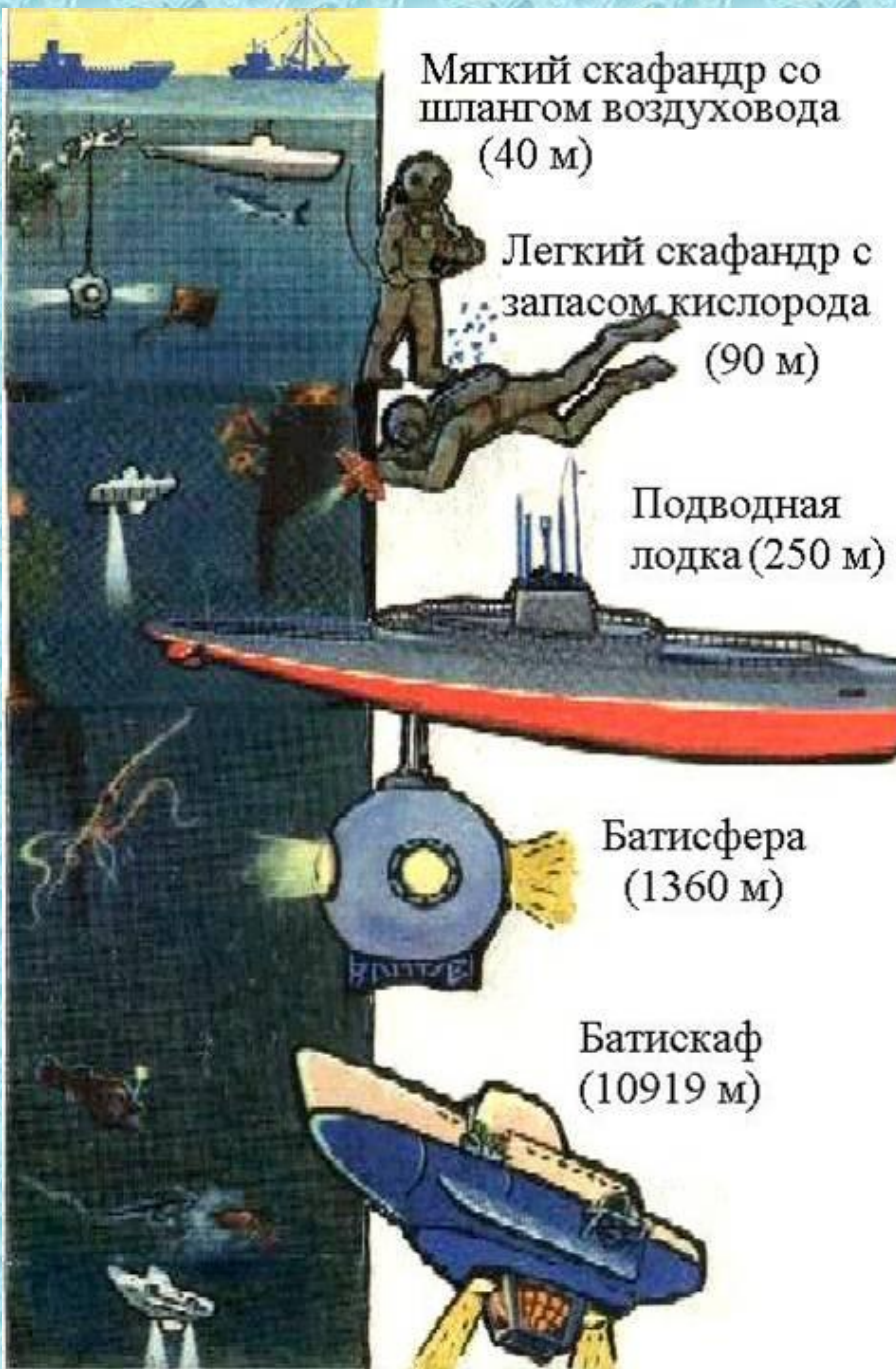 Мягкий скафандр со
шлангом воздуховода
(40 м)
Легкий скафандр с
запасом кислорода
(90 м)
Подводная
лодка (250 м)
Батисфера
(1360 м)
Батискаф
(10919 м)